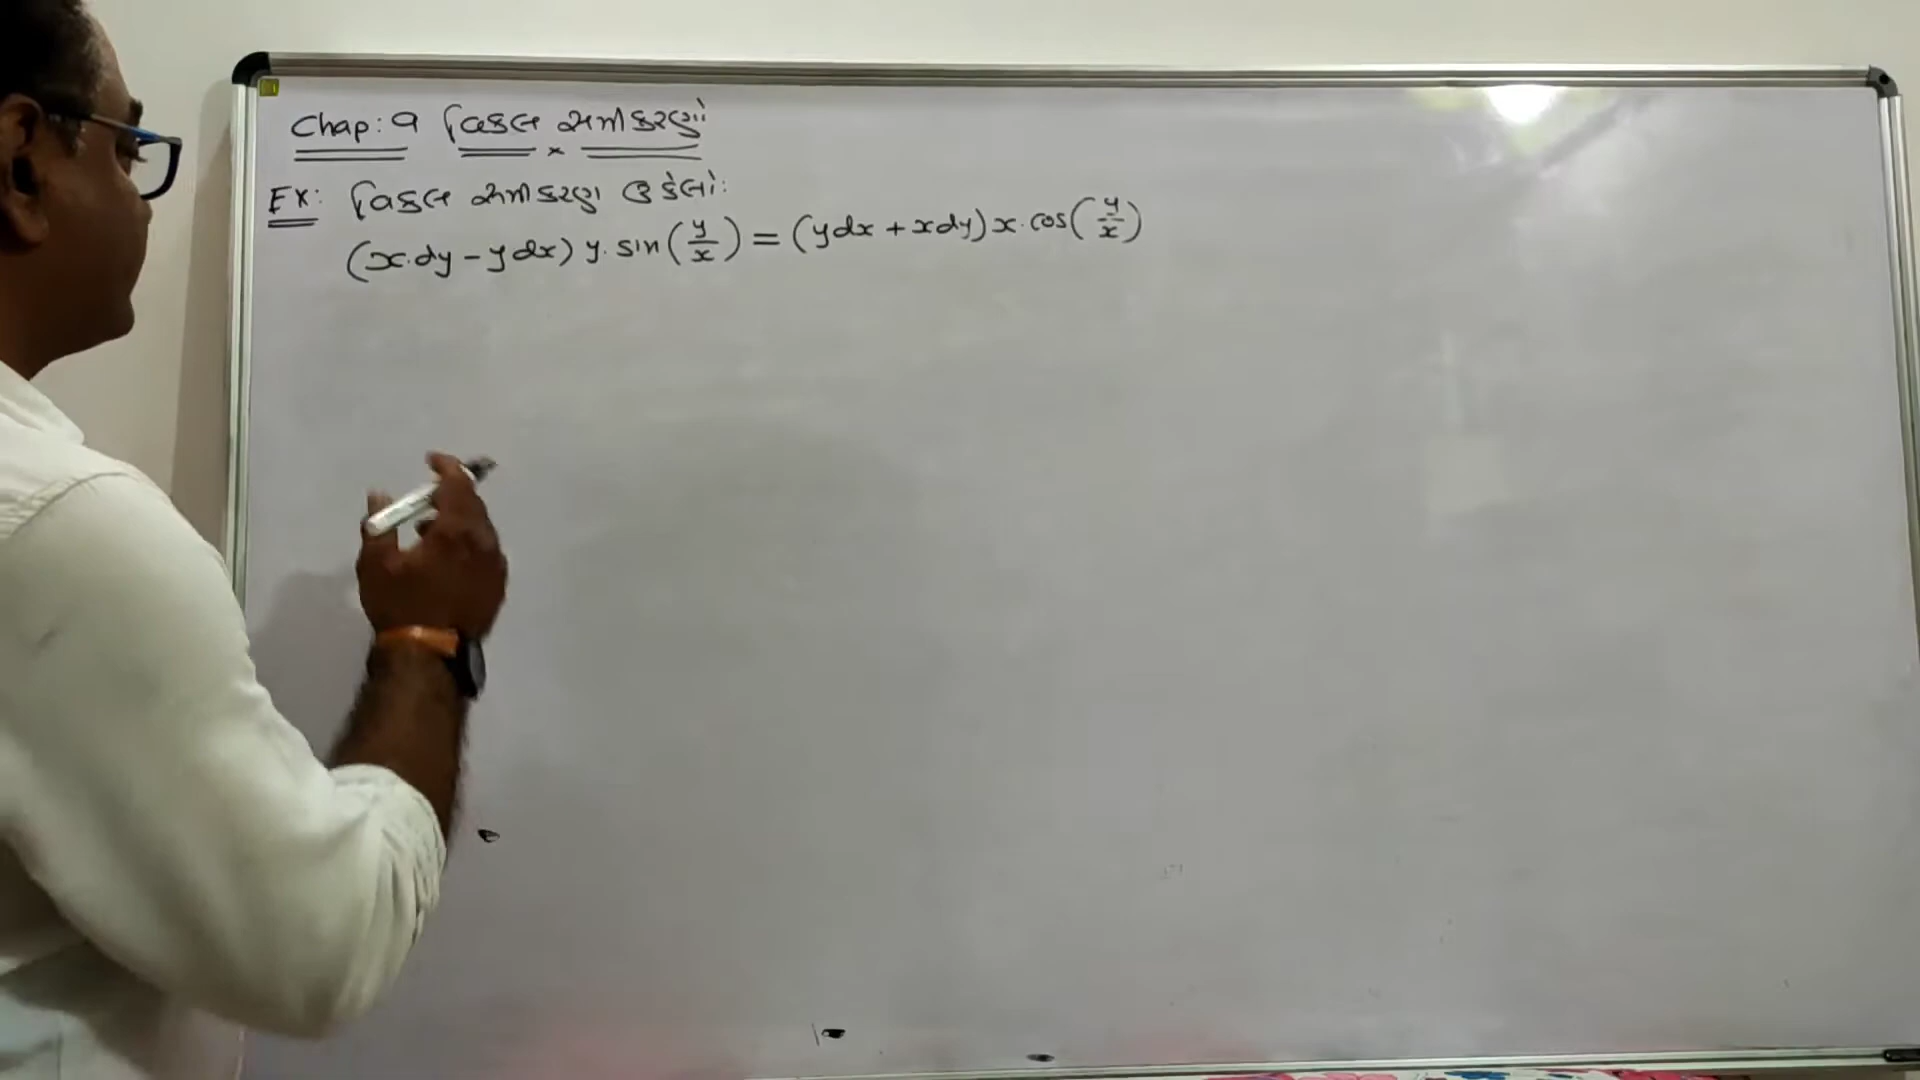 Chap: 9 વિકલ સમીકરણો
Ex: વિકલ સમીકરણ ઉકેલો:
(x.dy - ydx) y. sin(y/x) = (ydx + xdy) x. cos(y/x)